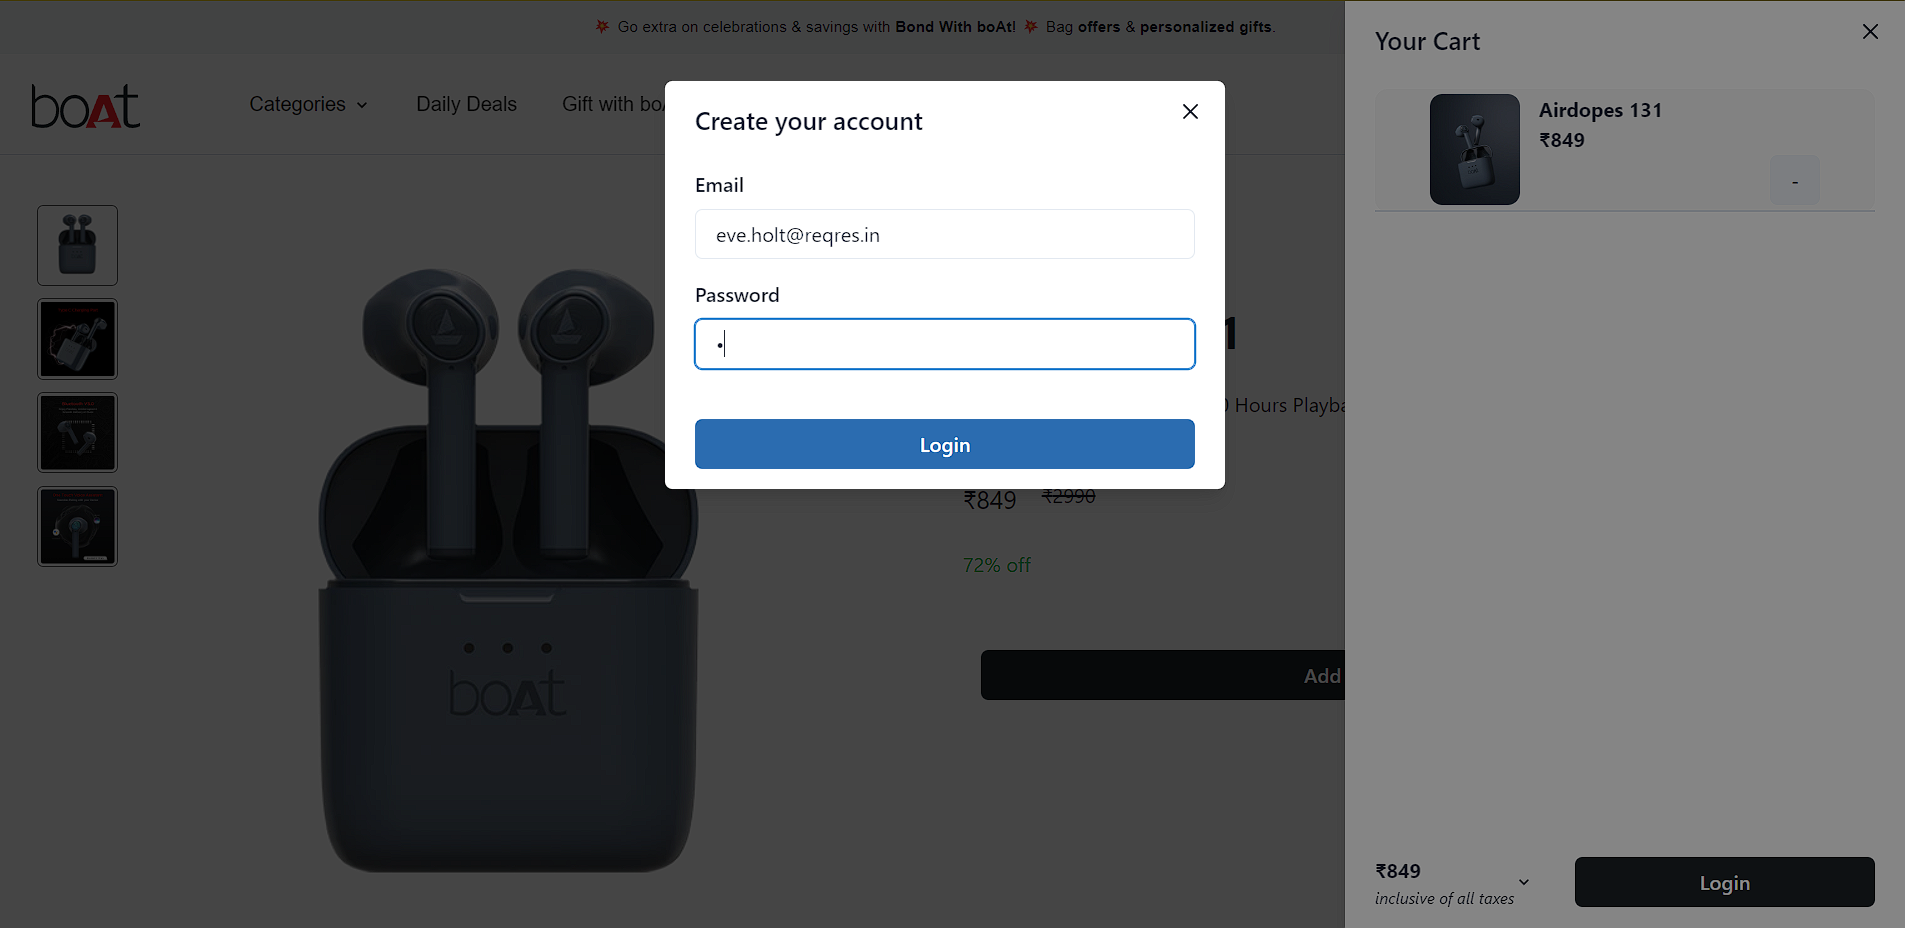 Go extra on celebrations & savings with Bond With boAt! Bag offers & personalized gifts.
boAt
Categories
Daily Deals
Gift with boA
Create your account
Email
eve.holt@reqres.in
Password
•
Login
1
0 Hours Playba
₹849 ₹2990
72% off
Add
boAt
Your Cart
Airdopes 131
₹849
-
₹849
inclusive of all taxes
Login